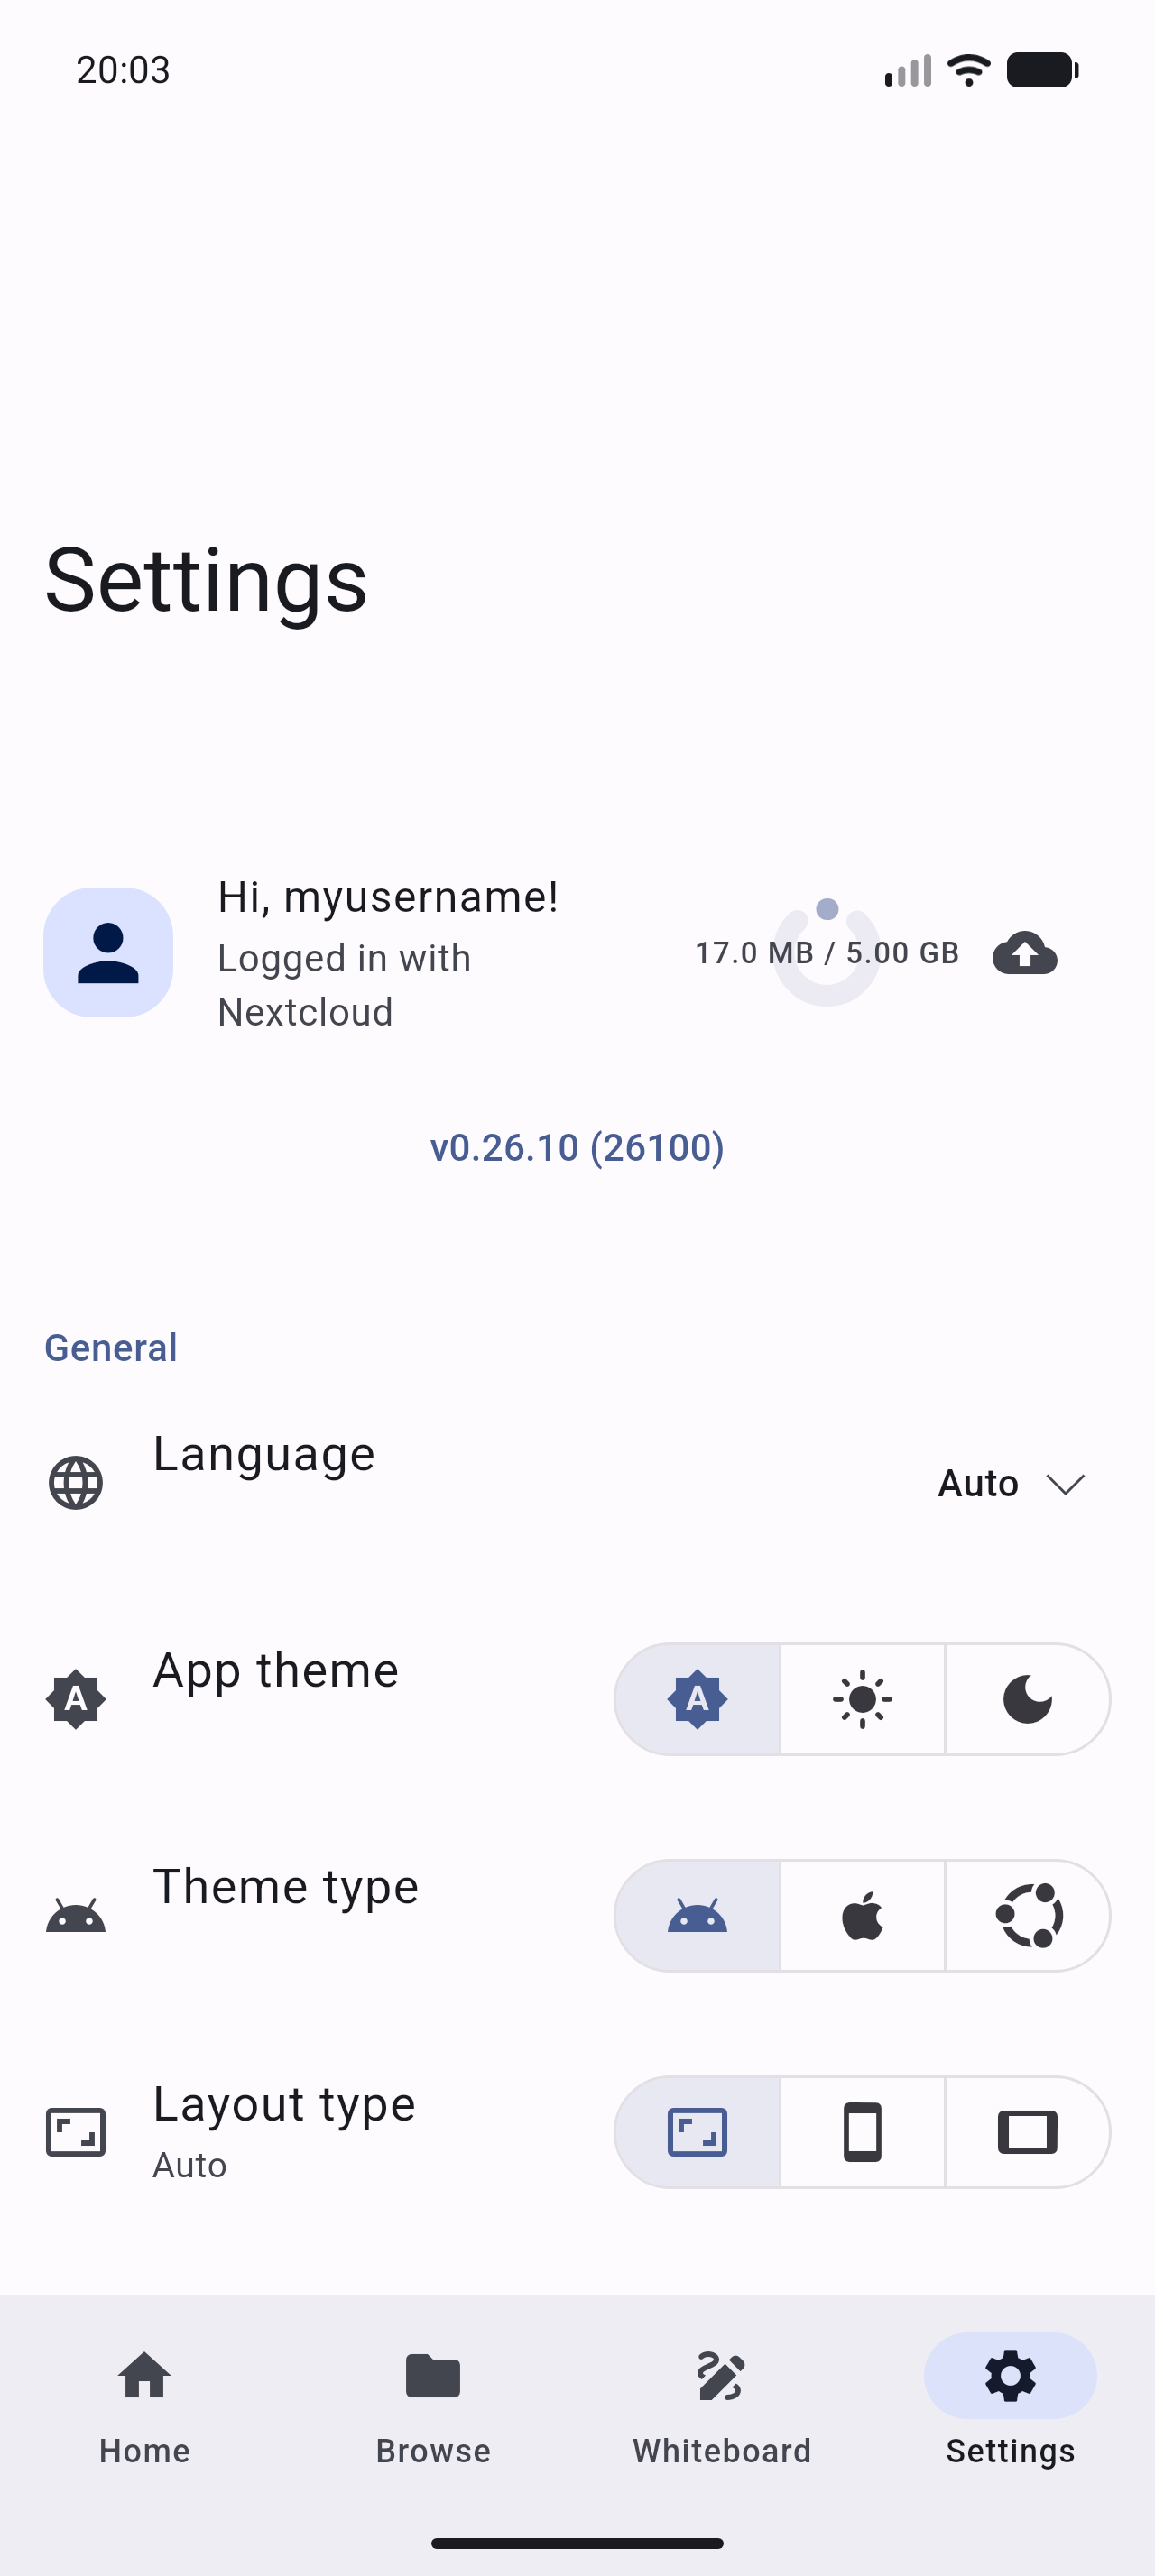 20:03
Settings
Hi, myusername!
Logged in with
Nextcloud
17.0 MB / 5.00 GB
v0.26.10 (26100)
General
Language
Auto
App theme
A
A
Theme type
Layout type
Auto
Home
Browse
Whiteboard
Settings